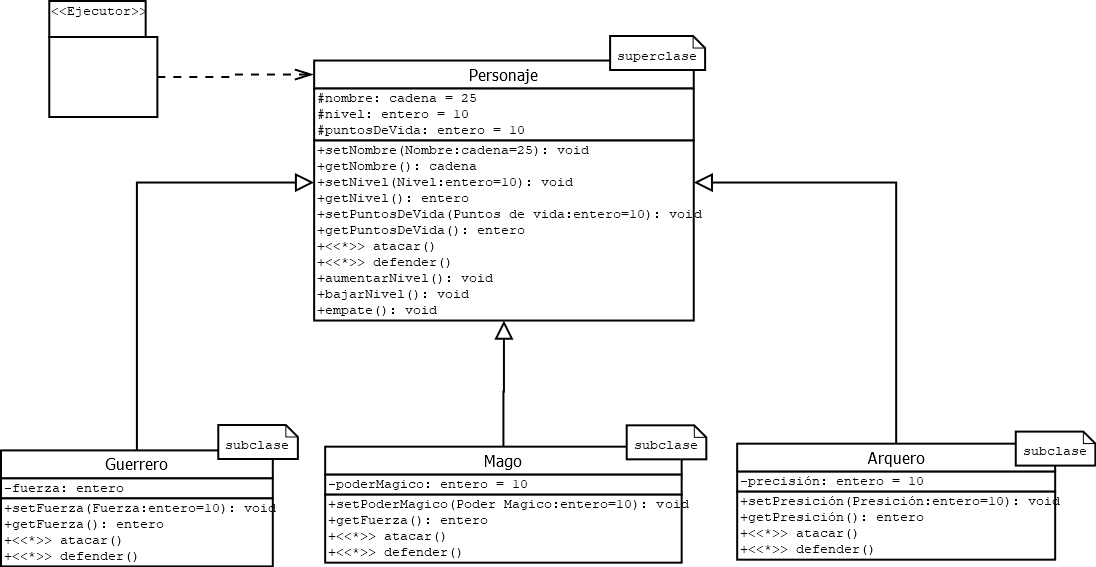 <<Ejecutor>>
superclase
Personaje
#nombre: cadena = 25
#nivel: entero = 10
#puntosDeVida: entero = 10
+setNombre(Nombre:cadena=25): void
+getNombre(): cadena
+setNivel(Nivel:entero=10): void
+getNivel(): entero
+setPuntosDeVida(Puntos de vida:entero=10): void
+getPuntosDeVida(): entero
+<<*>> atacar()
+<<*>> defender()
+aumentarNivel(): void
+bajarNivel(): void
+empate(): void
subclase
Guerrero
-fuerza: entero
+setFuerza(Fuerza:entero=10): void
+getFuerza(): entero
+<<*>> atacar()
+<<*>> defender()
subclase
Mago
-poderMagico: entero = 10
+setPoderMagico(Poder Magico:entero=10): void
+getFuerza(): entero
+<<*>> atacar()
+<<*>> defender()
subclase
Arquero
-precisión: entero = 10
+setPresición(Presición:entero=10): void
+getPresición(): entero
+<<*>> atacar()
+<<*>> defender()